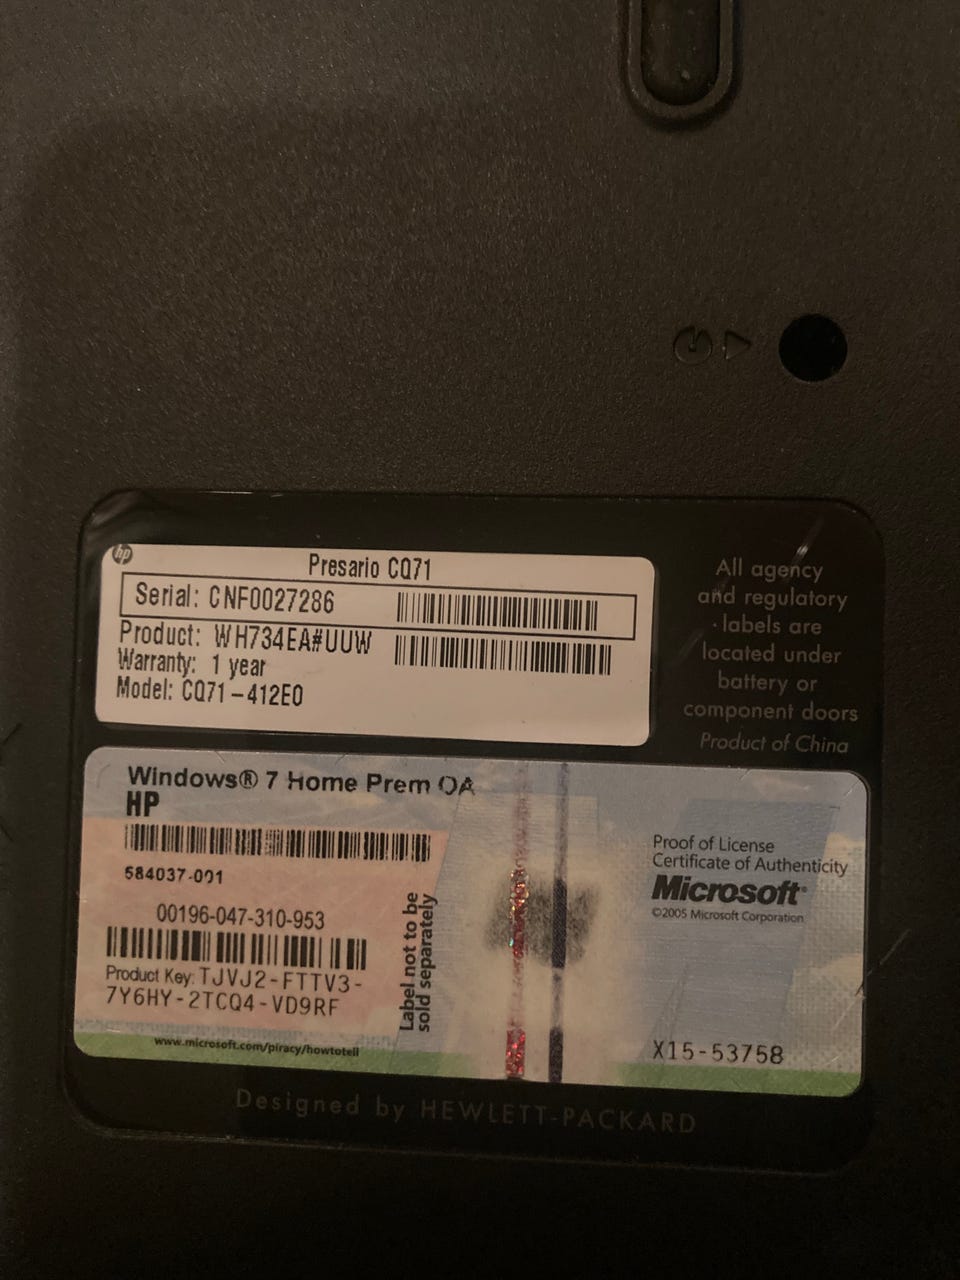 hp
Presario CQ71
Serial: CNF0027286
Product: WH734EA#UUW
Warranty: 1 year
Model: CQ71-412EO
All agency
and regulatory
labels are
located under
battery or
component doors
Product of China
Windows® 7 Home Prem OA
HP
584037-001
00196-047-310-953
Product Key: TJVJ2-FTTV3-
7Y6HY-2TCQ4-VD9RF
www.microsoft.com/piracy/howtotell
Label not to be
sold separately
Proof of License
Certificate of Authenticity
Microsoft®
©2005 Microsoft Corporation
X15-53758
Designed by HEWLETT-PACKARD